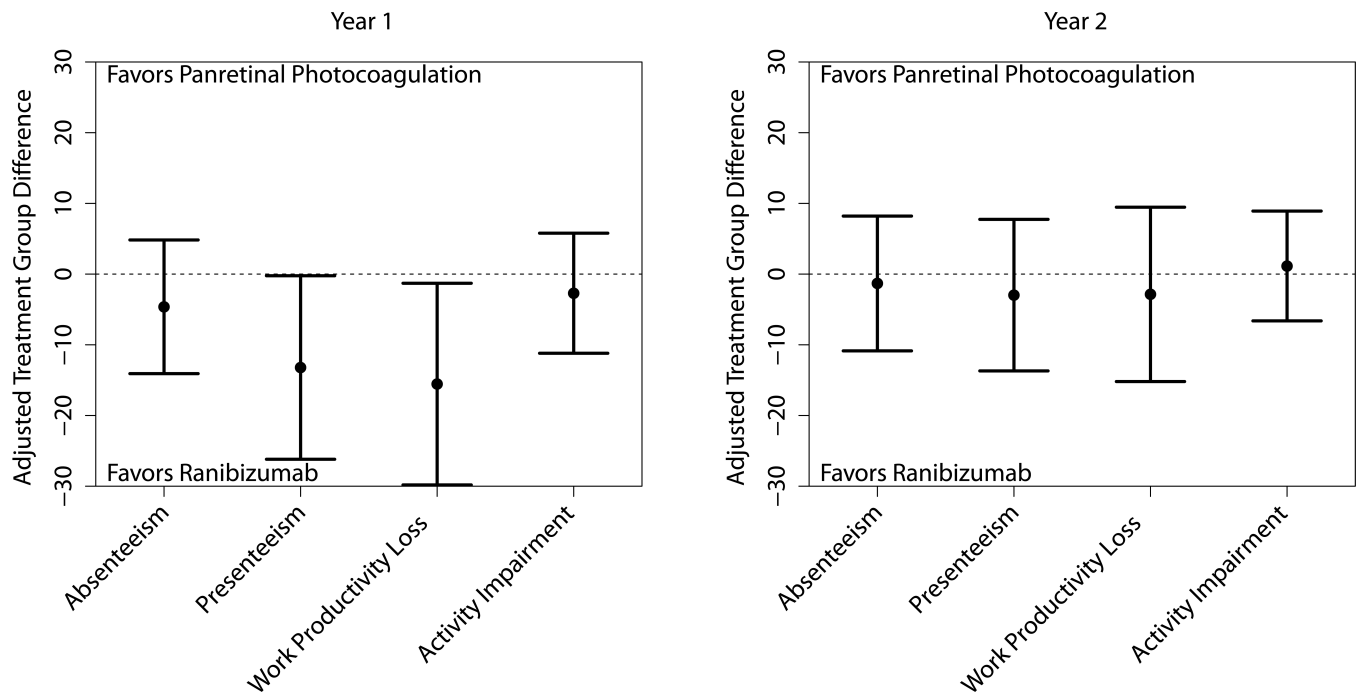 Year 1
Favors Panretinal Photocoagulation
Adjusted Treatment Group Difference
30
20
10
0
−10
−20
−30
Favors Ranibizumab
Absenteeism
Presenteeism
Work Productivity Loss
Activity Impairment
Year 2
Favors Panretinal Photocoagulation
Adjusted Treatment Group Difference
30
20
10
0
−10
−20
−30
Favors Ranibizumab
Absenteeism
Presenteeism
Work Productivity Loss
Activity Impairment